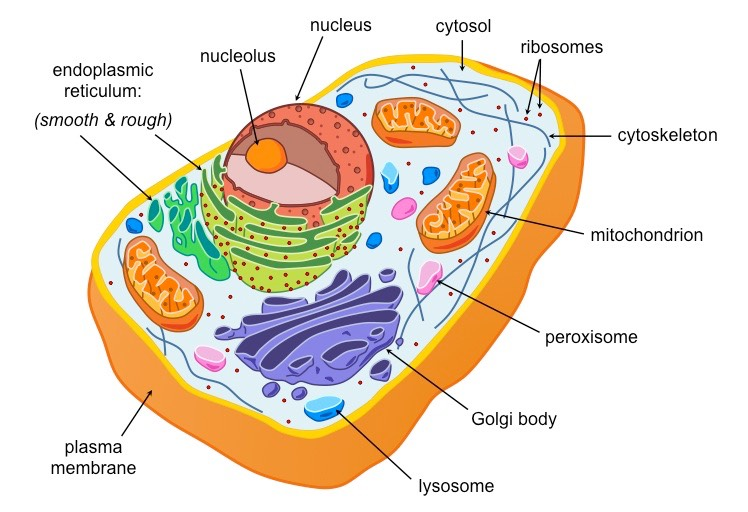 nucleus
cytosol
ribosomes
nucleolus
endoplasmic
reticulum:
(smooth & rough)
cytoskeleton
mitochondrion
peroxisome
Golgi body
plasma
membrane
lysosome